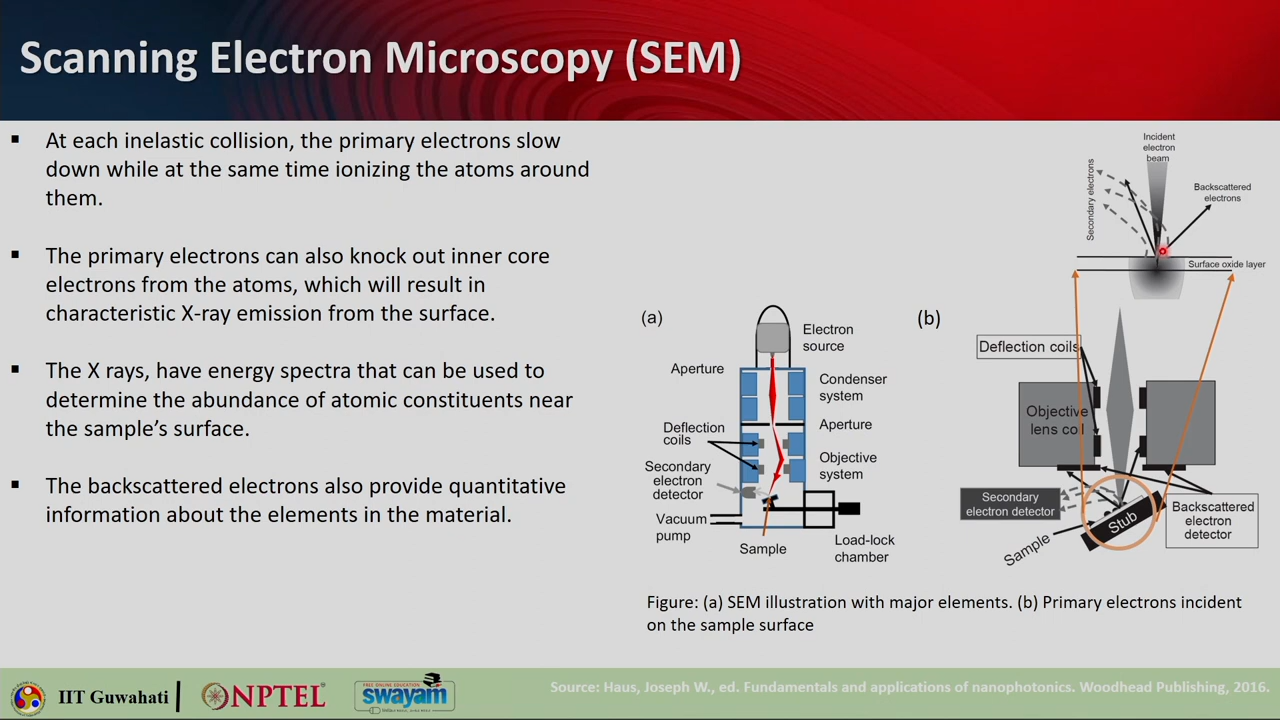 Scanning Electron Microscopy (SEM)
At each inelastic collision, the primary electrons slow
down while at the same time ionizing the atoms around
them.
The primary electrons can also knock out inner core
electrons from the atoms, which will result in
characteristic X-ray emission from the surface.
The X rays, have energy spectra that can be used to
determine the abundance of atomic constituents near
the sample's surface.
The backscattered electrons also provide quantitative
information about the elements in the material.
(a)
Electron
source
Aperture
Condenser
system
Aperture
Deflection
coils
Objective
system
Secondary
electron
detector
Vacuum
pump
Sample
Load-lock
chamber
(b)
Incident
electron
beam
Secondary electrons
Backscattered
electrons
Surface oxide layer
Deflection coils
Objective
lens coil
Secondary
electron detector
Stub
Sample
Backscattered
electron
detector
Figure: (a) SEM illustration with major elements. (b) Primary electrons incident
on the sample surface
IIT Guwahati
NPTEL
FREE ONLINE EDUCATION
swayam
Source: Haus, Joseph W., ed. Fundamentals and applications of nanophotonics. Woodhead Publishing, 2016.